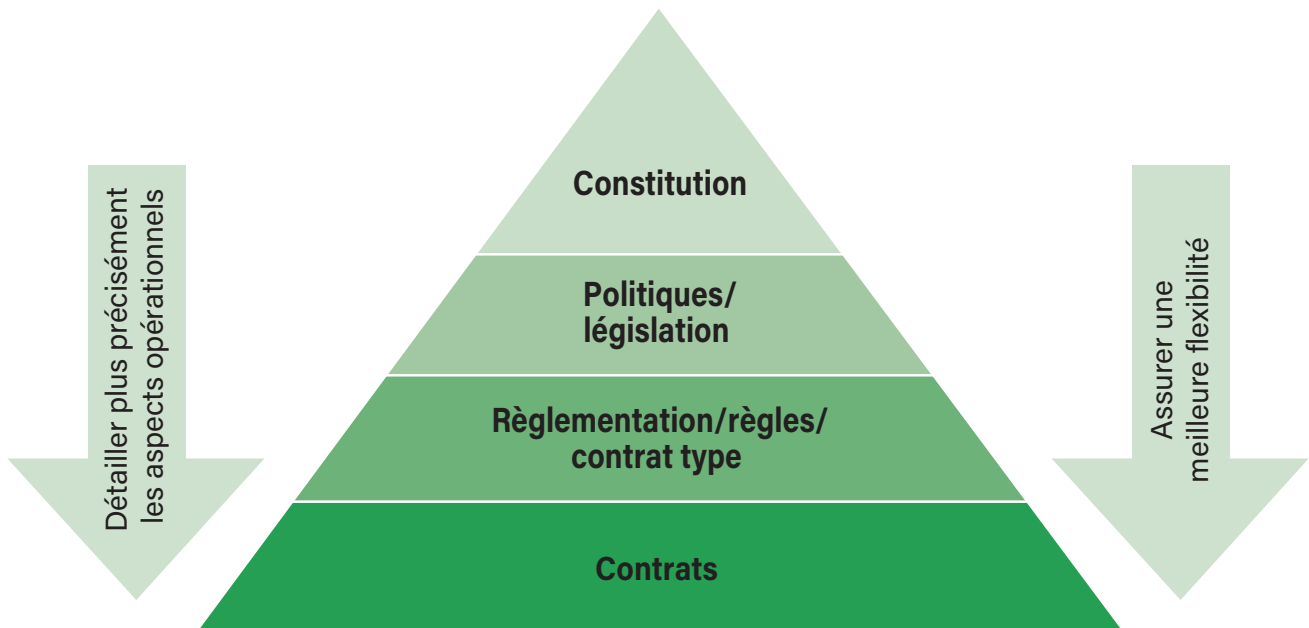 Constitution
Politiques/
législation
Règlementation/règles/
contrat type
Contrats
Détailler plus précisément
les aspects opérationnels
Assurer une
meilleure flexibilité